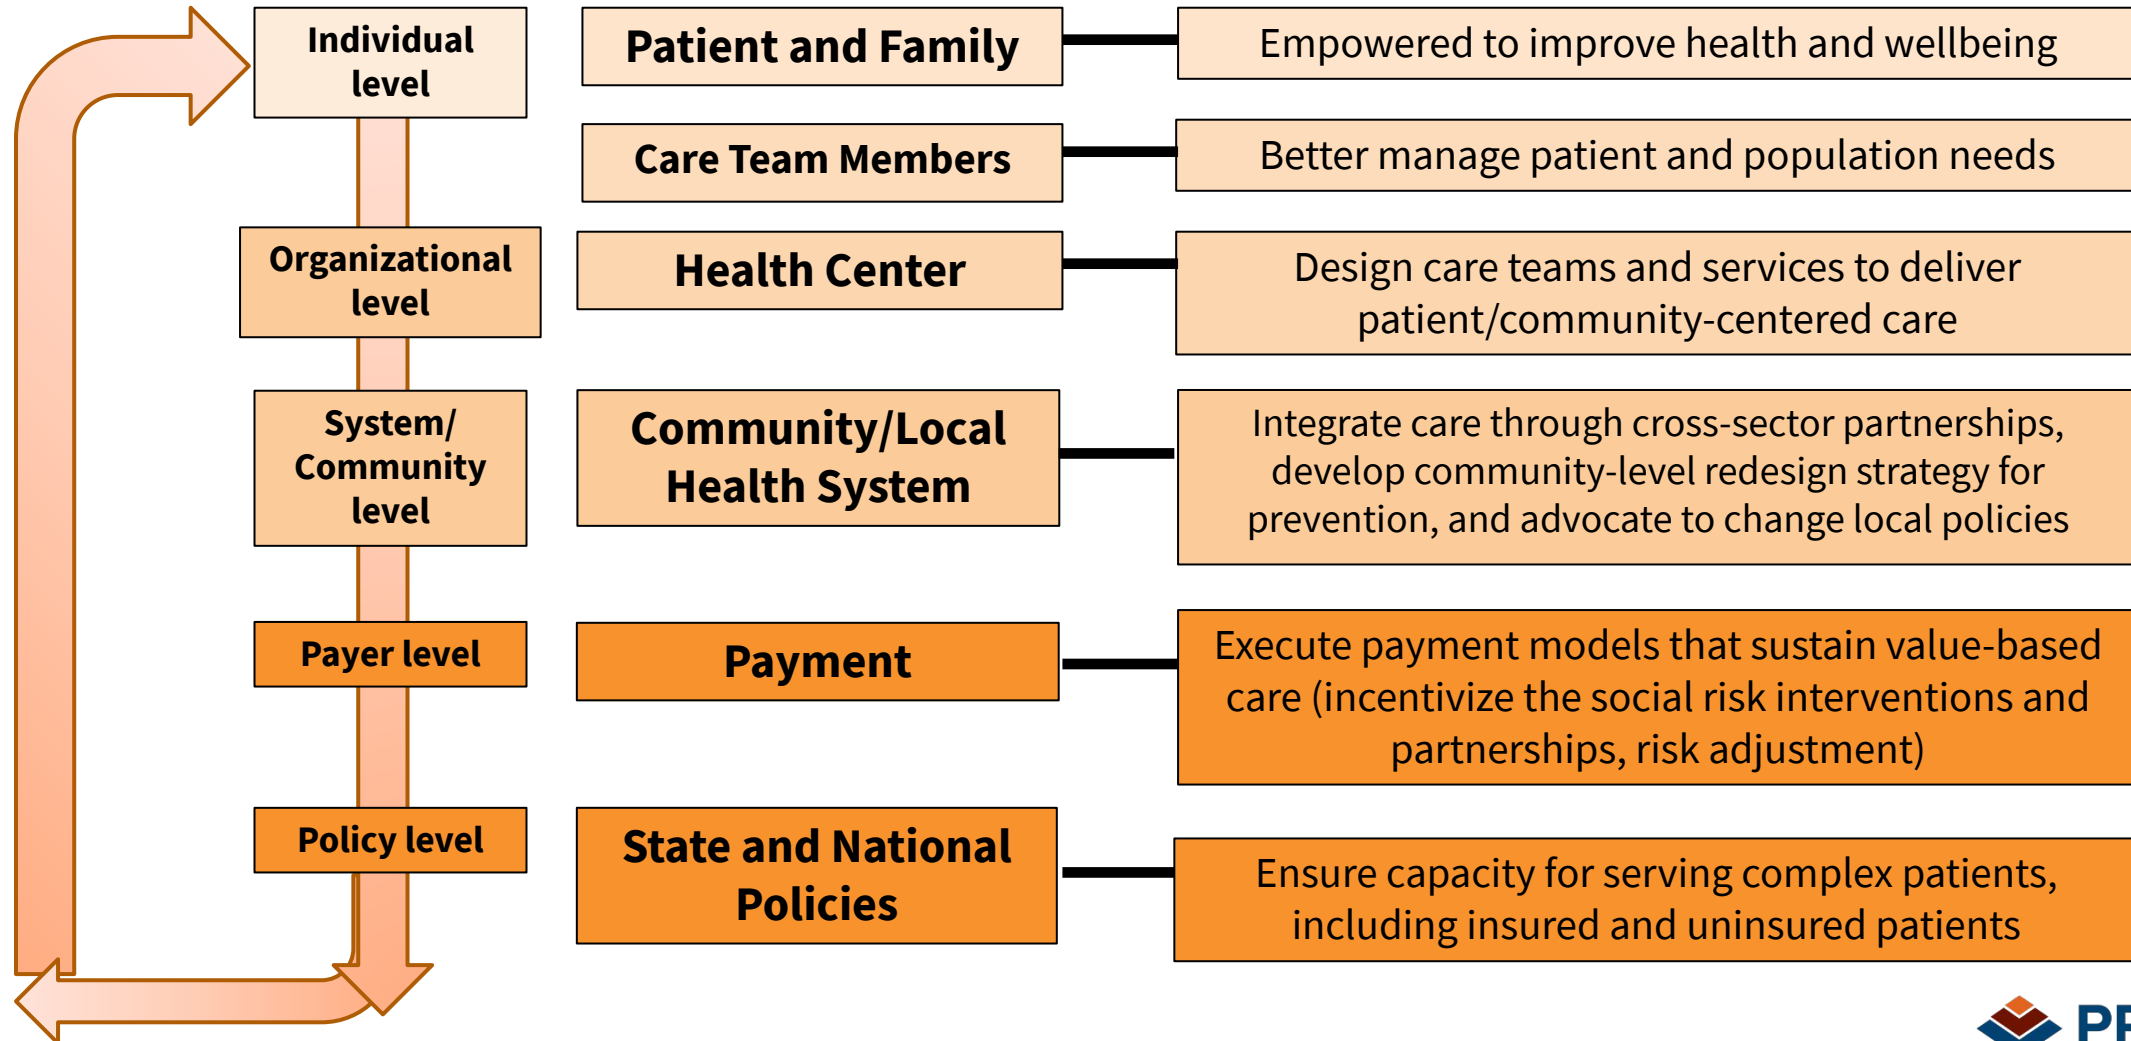 Individual
level
Patient and Family
Empowered to improve health and wellbeing
Care Team Members
Better manage patient and population needs
Organizational
level
Health Center
Design care teams and services to deliver
patient/community-centered care
System/
Community
level
Community/Local
Health System
Integrate care through cross-sector partnerships,
develop community-level redesign strategy for
prevention, and advocate to change local policies
Payer level
Payment
Execute payment models that sustain value-based
care (incentivize the social risk interventions and
partnerships, risk adjustment)
Policy level
State and National
Policies
Ensure capacity for serving complex patients,
including insured and uninsured patients